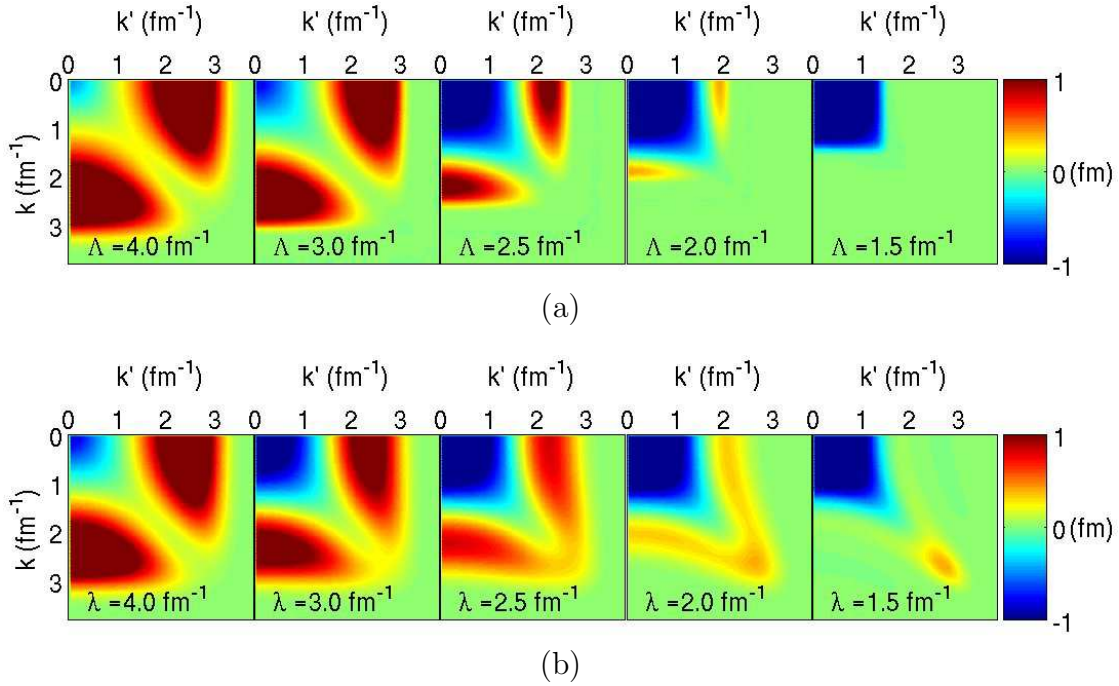 k' (fm⁻¹) k' (fm⁻¹) k' (fm⁻¹) k' (fm⁻¹) k' (fm⁻¹)
0 1 2 3 0 1 2 3 0 1 2 3 0 1 2 3 0 1 2 3
k (fm⁻¹)
0
1
2
3
Λ =4.0 fm⁻¹ Λ =3.0 fm⁻¹ Λ =2.5 fm⁻¹ Λ =2.0 fm⁻¹ Λ =1.5 fm⁻¹
1
0 (fm)
-1
(a)
k' (fm⁻¹) k' (fm⁻¹) k' (fm⁻¹) k' (fm⁻¹) k' (fm⁻¹)
0 1 2 3 0 1 2 3 0 1 2 3 0 1 2 3 0 1 2 3
k (fm⁻¹)
0
1
2
3
λ =4.0 fm⁻¹ λ =3.0 fm⁻¹ λ =2.5 fm⁻¹ λ =2.0 fm⁻¹ λ =1.5 fm⁻¹
1
0 (fm)
-1
(b)